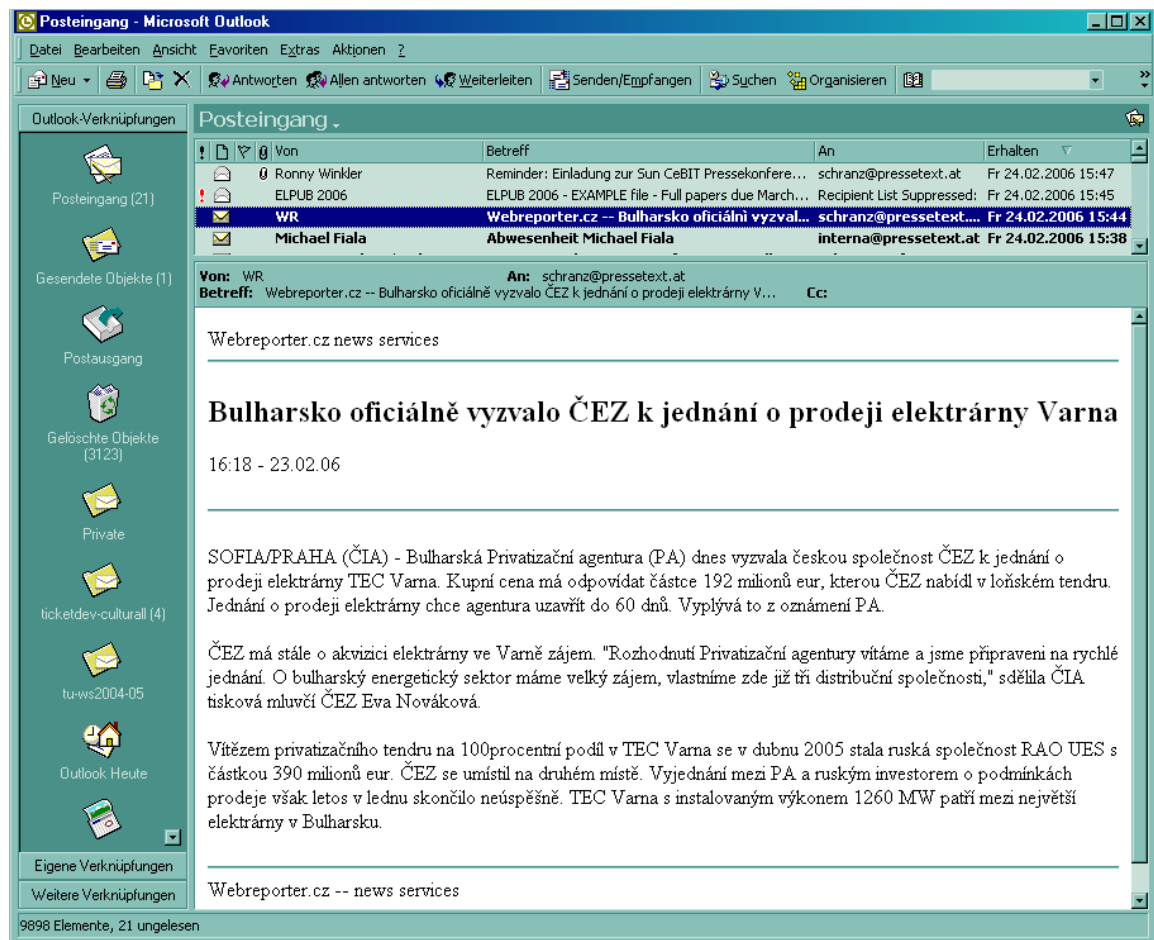 Posteingang - Microsoft Outlook
Datei Bearbeiten Ansicht Favoriten Extras Aktionen ?
Neu Antworten Allen antworten Weiterleiten Senden/Empfangen Suchen Organisieren
Outlook-Verknüpfungen
Posteingang (21)
Gesendete Objekte (1)
Postausgang
Gelöschte Objekte
(3123)
Private
ticketdev-culturall (4)
tu-ws2004-05
Outlook Heute
Eigene Verknüpfungen
Weitere Verknüpfungen
Posteingang
Von Betreff An Erhalten
Ronny Winkler Reminder: Einladung zur Sun CeBIT Pressekonfere... schranz@pressetext.at Fr 24.02.2006 15:47
ELPUB 2006 ELPUB 2006 - EXAMPLE file - Full papers due March... Recipient List Suppressed: Fr 24.02.2006 15:45
WR Webreporter.cz -- Bulharsko oficiálnì vyzval... schranz@pressetext.... Fr 24.02.2006 15:44
Michael Fiala Abwesenheit Michael Fiala interna@pressetext.at Fr 24.02.2006 15:38
Von: WR An: schranz@pressetext.at
Betreff: Webreporter.cz -- Bulharsko oficiálně vyzvalo ČEZ k jednání o prodeji elektrárny V... Cc:
Webreporter.cz news services
Bulharsko oficiálně vyzvalo ČEZ k jednání o prodeji elektrárny Varna
16:18 - 23.02.06
SOFIA/PRAHA (ČIA) - Bulharská Privatizační agentura (PA) dnes vyzvala českou společnost ČEZ k jednání o
prodeji elektrárny TEC Varna. Kupní cena má odpovídat částce 192 milionů eur, kterou ČEZ nabídl v loňském tendru.
Jednání o prodeji elektrárny chce agentura uzavřít do 60 dnů. Vyplývá to z oznámení PA.
ČEZ má stále o akvizici elektrárny ve Varně zájem. "Rozhodnutí Privatizační agentury vítáme a jsme připraveni na rychlé
jednání. O bulharský energetický sektor máme velký zájem, vlastníme zde již tři distribuční společnosti," sdělila ČIA
tisková mluvčí ČEZ Eva Nováková.
Vítězem privatizačního tendru na 100procentní podíl v TEC Varna se v dubnu 2005 stala ruská společnost RAO UES s
částkou 390 milionů eur. ČEZ se umístil na druhém místě. Vyjednání mezi PA a ruským investorem o podmínkách
prodeje však letos v lednu skončilo neúspěšně. TEC Varna s instalovaným výkonem 1260 MW patří mezi největší
elektrárny v Bulharsku.
Webreporter.cz -- news services
9898 Elemente, 21 ungelesen